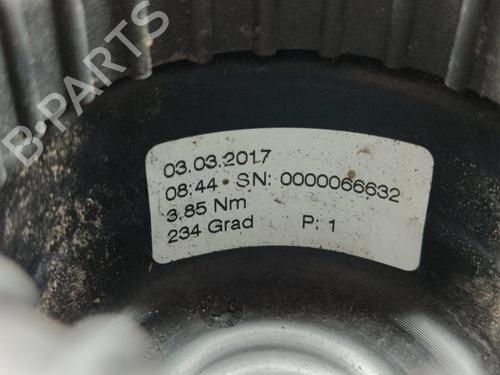 B-PARTS
03.03.2017
08:44 SN: 0000066632
3.85 Nm
234 Grad P: 1